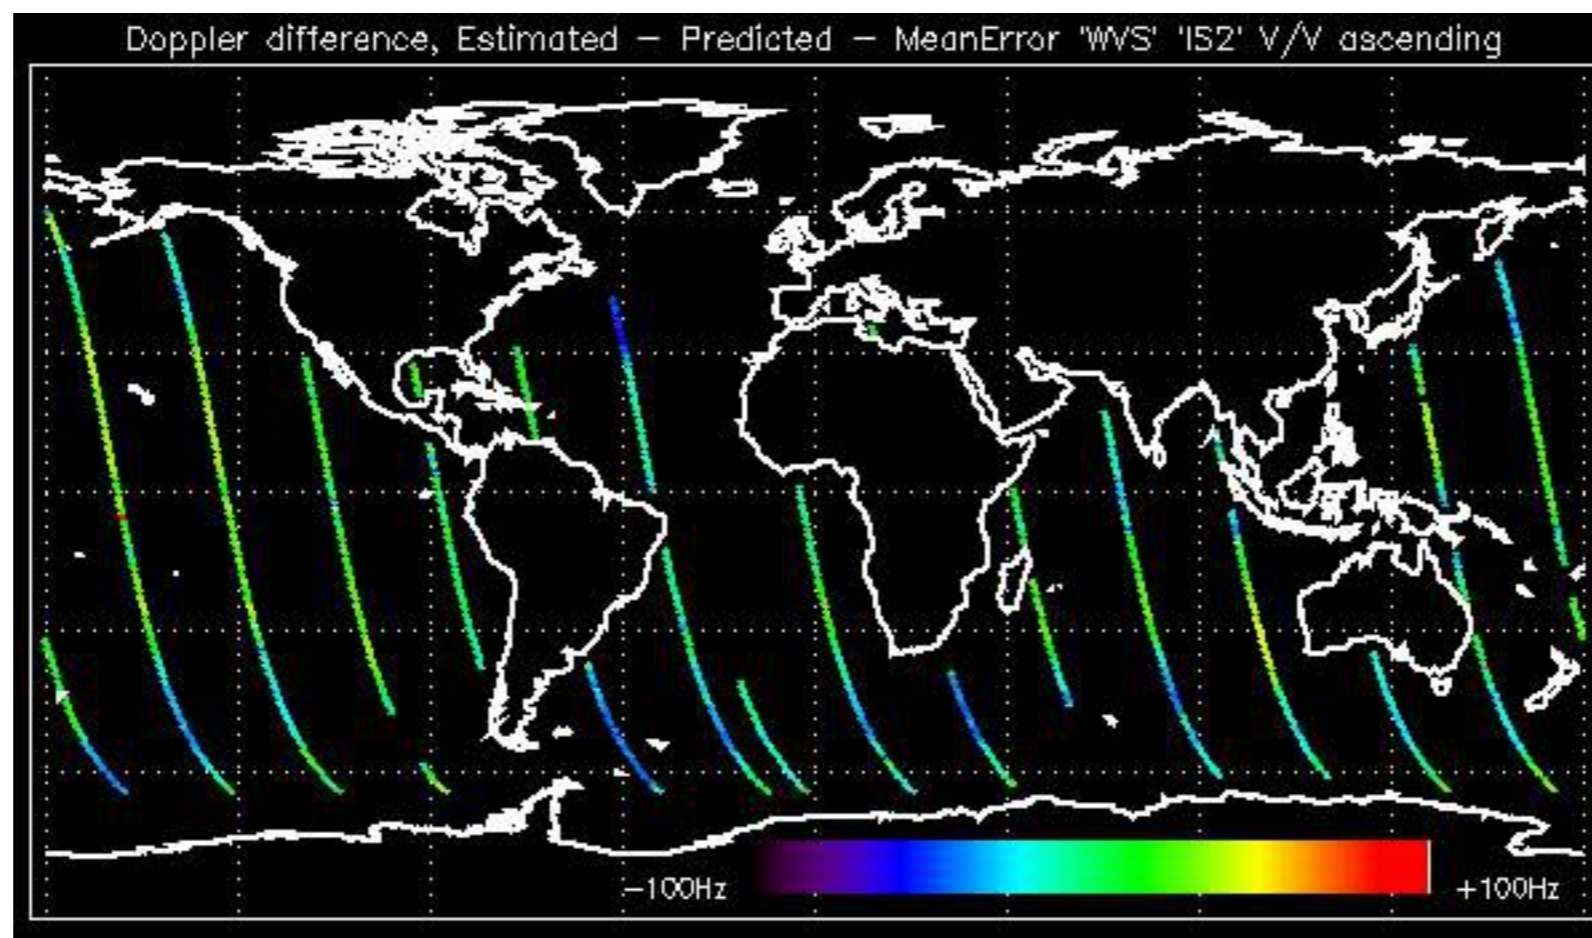 Doppler difference, Estimated — Predicted — MeanError 'WVS' 'IS2' V/V ascending
−100Hz
+100Hz